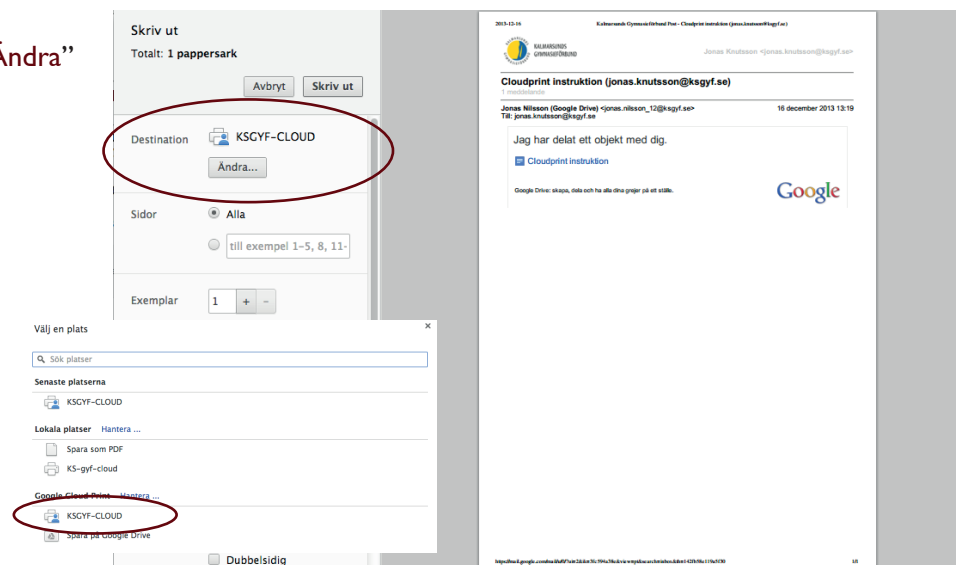 Ändra”
Skriv ut
Totalt: 1 pappersark
Avbryt
Skriv ut
Destination
KSGYF-CLOUD
Ändra...
Sidor
Alla
till exempel 1-5, 8, 11-
Exemplar
1
+
-
Välj en plats
×
Sök platser
Senaste platserna
KSGYF-CLOUD
Lokala platser Hantera ...
Spara som PDF
KS-gyf-cloud
Google Cloud Print Hantera ...
KSGYF-CLOUD
Spara på Google Drive
Dubbelsidig
2013-12-16
Kalmarsunds Gymnasieförbund Post - Cloudprint instruktion (jonas.knutsson@ksgyf.se)
KALMARSUNDS
GYMNASIEFÖRBUND
Jonas Knutsson <jonas.knutsson@ksgyf.se>
Cloudprint instruktion (jonas.knutsson@ksgyf.se)
1 meddelande
Jonas Nilsson (Google Drive) <jonas.nilsson_12@ksgyf.se> 16 december 2013 13:19
Till: jonas.knutsson@ksgyf.se
Jag har delat ett objekt med dig.
Cloudprint instruktion
Google Drive: skapa, dela och ha alla dina grejer på ett ställe.
Google
1/1